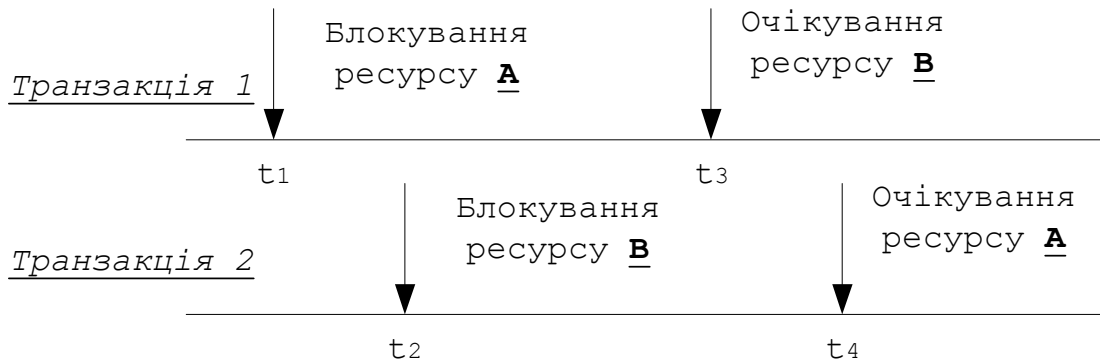 Блокування
ресурсу A
Очікування
ресурсу B
Транзакція 1
t1
t3
Блокування
ресурсу B
Очікування
ресурсу A
Транзакція 2
t2
t4